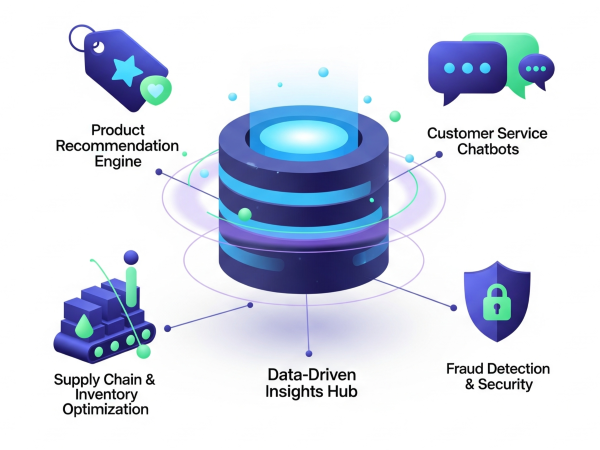 Product
Recommendation
Engine
Customer Service
Chatbots
Supply Chain &
Inventory
Optimization
Data-Driven
Insights Hub
Fraud Detection
& Security